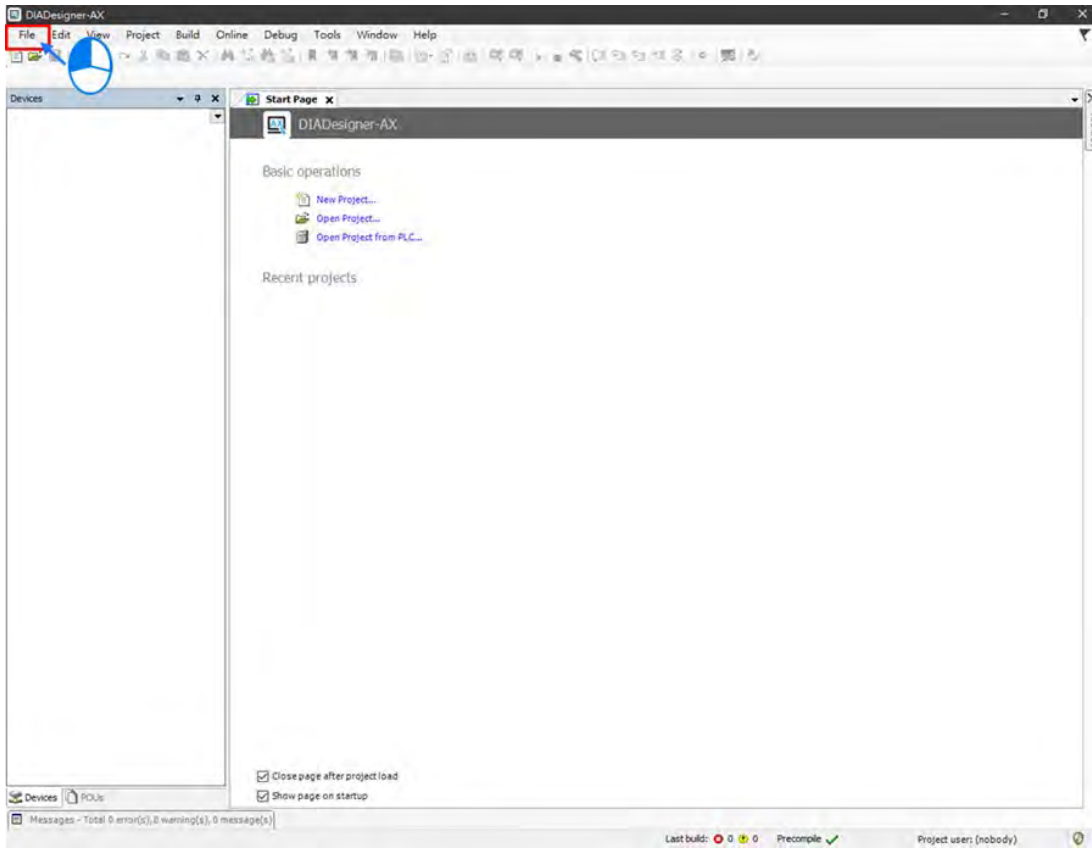 DIADesigner-AX
File Edit View Project Build Online Debug Tools Window Help
Devices
Start Page
DIADesigner-AX
Basic operations
New Project...
Open Project...
Open Project from PLC...
Recent projects
Close page after project load
Show page on startup
Devices POUs
Messages - Total 0 error(s), 0 warning(s), 0 message(s)
Last build: 0 0 Precompile Project user: (nobody)